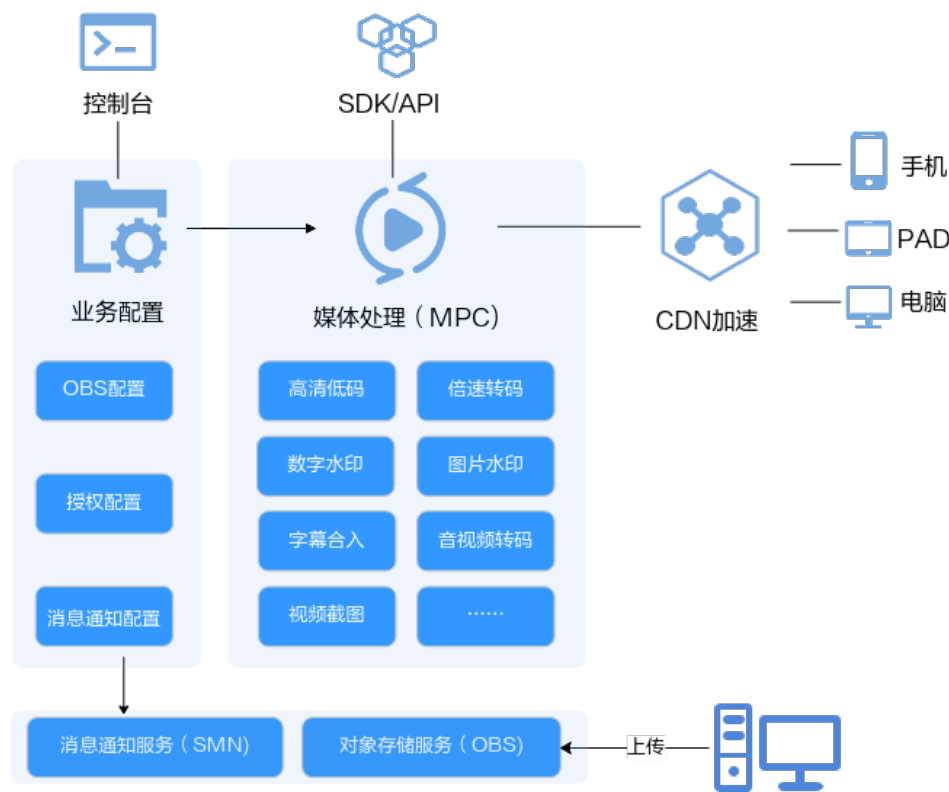 控制台
SDK/API
业务配置
OBS配置
授权配置
消息通知配置
媒体处理（MPC）
高清低码
倍速转码
数字水印
图片水印
字幕合入
音视频转码
视频截图
······
CDN加速
手机
PAD
电脑
消息通知服务（SMN）
对象存储服务（OBS）
上传